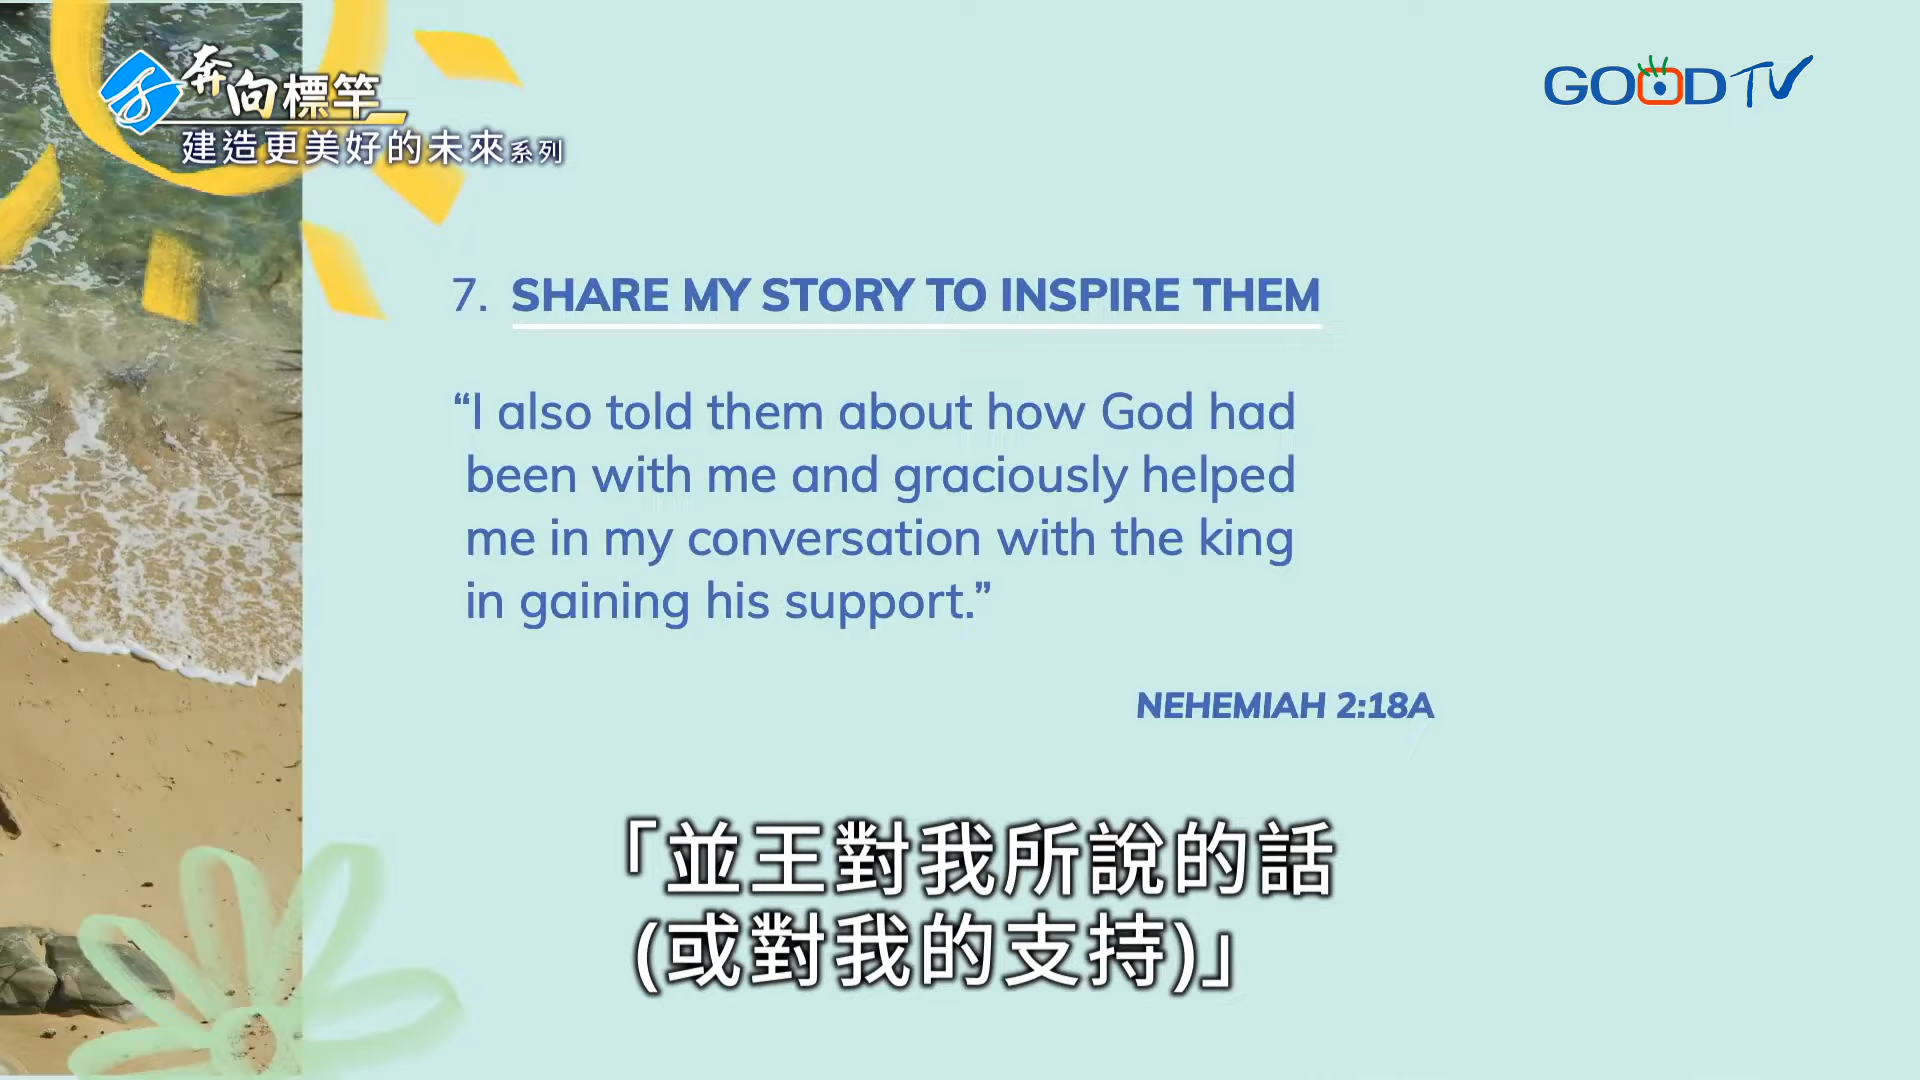 奔向標竿
建造更美好的未來系列
GOOD TV
7. SHARE MY STORY TO INSPIRE THEM
“I also told them about how God had
been with me and graciously helped
me in my conversation with the king
in gaining his support.”
NEHEMIAH 2:18A
「並王對我所說的話
(或對我的支持)」